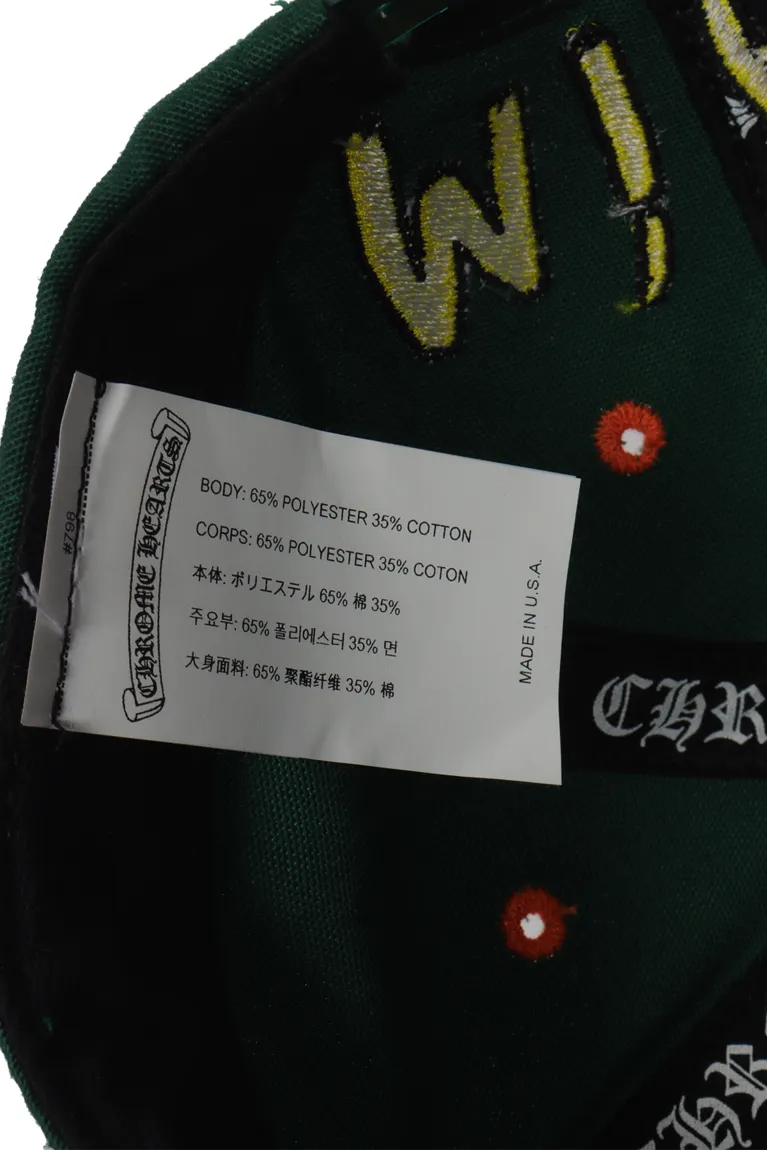 #798
CHROME HEARTS
BODY: 65% POLYESTER 35% COTTON
CORPS: 65% POLYESTER 35% COTON
本体: ポリエステル 65% 棉 35%
주요부: 65% 폴리에스터 35% 면
大身面料: 65% 聚酯纤维 35% 棉
MADE IN U.S.A.
CHR